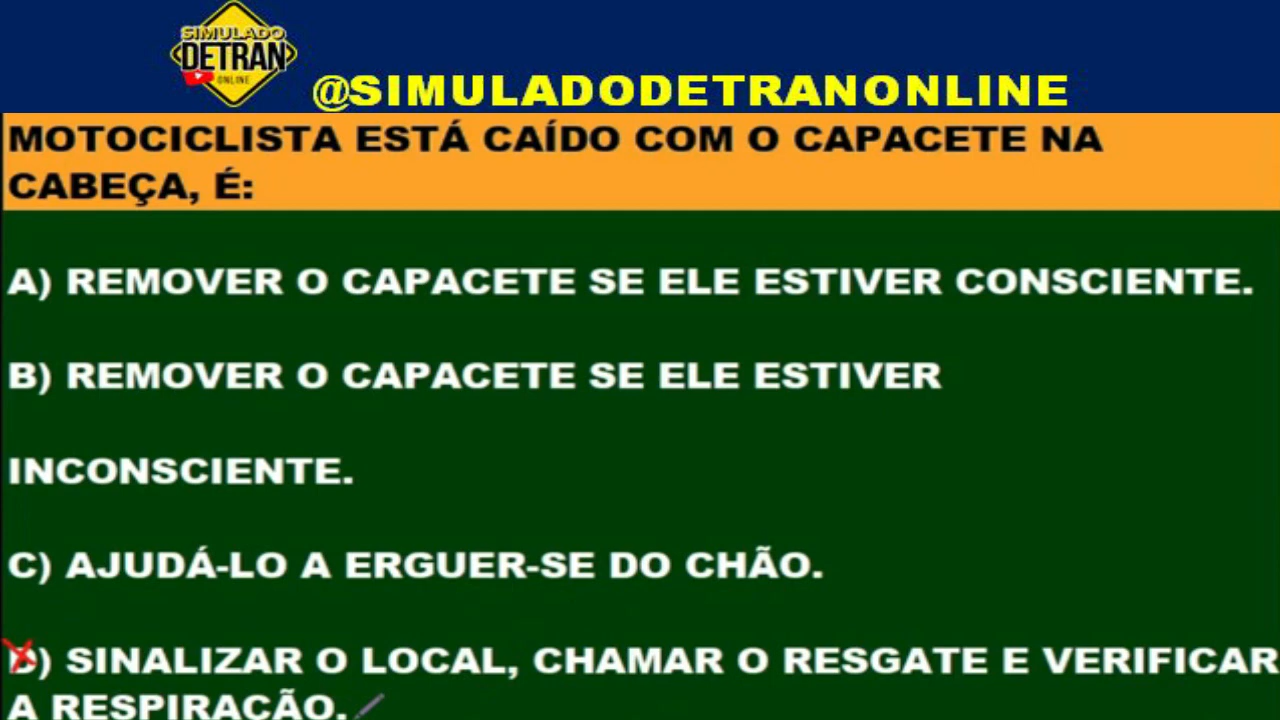 SIMULADO
DETRAN
ONLINE
@SIMULADODETRANONLINE
MOTOCICLISTA ESTÁ CAÍDO COM O CAPACETE NA
CABEÇA, É:
A) REMOVER O CAPACETE SE ELE ESTIVER CONSCIENTE.
B) REMOVER O CAPACETE SE ELE ESTIVER
INCONSCIENTE.
C) AJUDÁ-LO A ERGUER-SE DO CHÃO.
D) SINALIZAR O LOCAL, CHAMAR O RESGATE E VERIFICAR
A RESPIRAÇÃO.